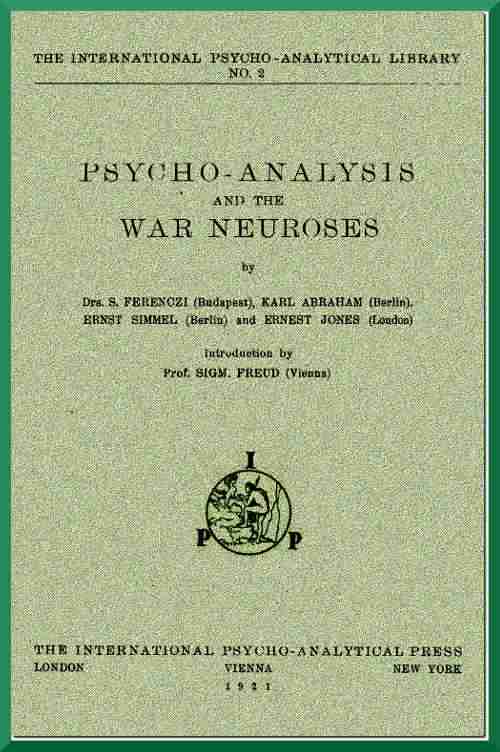 THE INTERNATIONAL PSYCHO-ANALYTICAL LIBRARY
NO. 2
PSYCHO-ANALYSIS
AND THE
WAR NEUROSES
by
Drs. S. FERENCZI (Budapest), KARL ABRAHAM (Berlin),
ERNST SIMMEL (Berlin) and ERNEST JONES (London)
Introduction by
Prof. SIGM. FREUD (Vienna)
I
P P
THE INTERNATIONAL PSYCHO-ANALYTICAL PRESS
LONDON VIENNA NEW YORK
1921